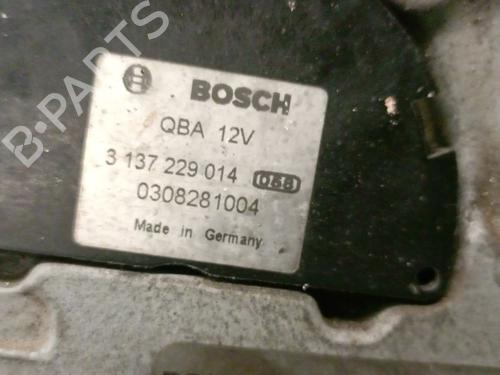 B-PARTS
BOSCH
QBA 12V
3 137 229 014 058
0308281004
Made in Germany